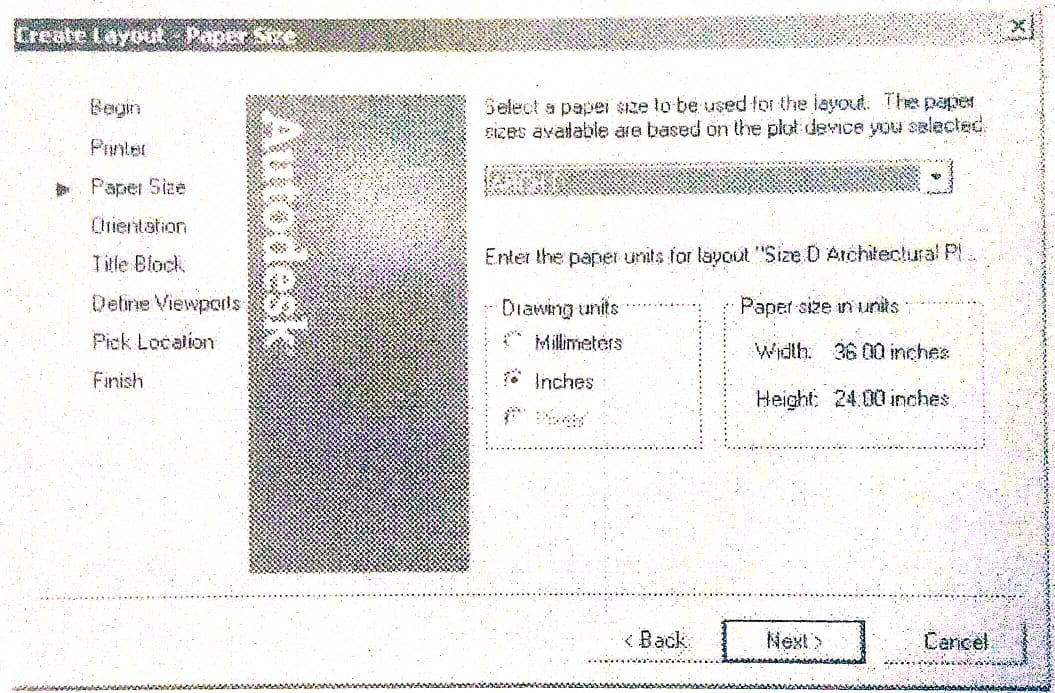 Create Layout - Paper Size
Begin
Printer
Paper Size
Orientation
Title Block
Define Viewports
Pick Location
Finish
Autodesk
Select a paper size to be used for the layout. The paper
sizes available are based on the plot device you selected.
Enter the paper units for layout "Size D Architectural Pl...
Drawing units
Millimeters
Inches
Pixels
Paper size in units
Width: 36.00 inches
Height: 24.00 inches
< Back
Next >
Cancel